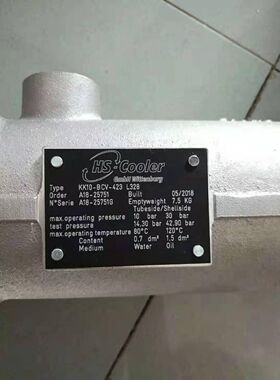 HS-Cooler
GmbH Wittenburg
Type KK10-BCV-423 L328
Order A18-25751 Built 05/2018
N°Serie A18-25751G Emptyweight 7,5 KG
Tubeside/Shellside
max.operating pressure 10 bar 30 bar
test pressure 14,30 bar 42,90 bar
max.operating temperature 80°C 120°C
Content 0.7 dm³ 1.5 dm³
Medium Water Oil